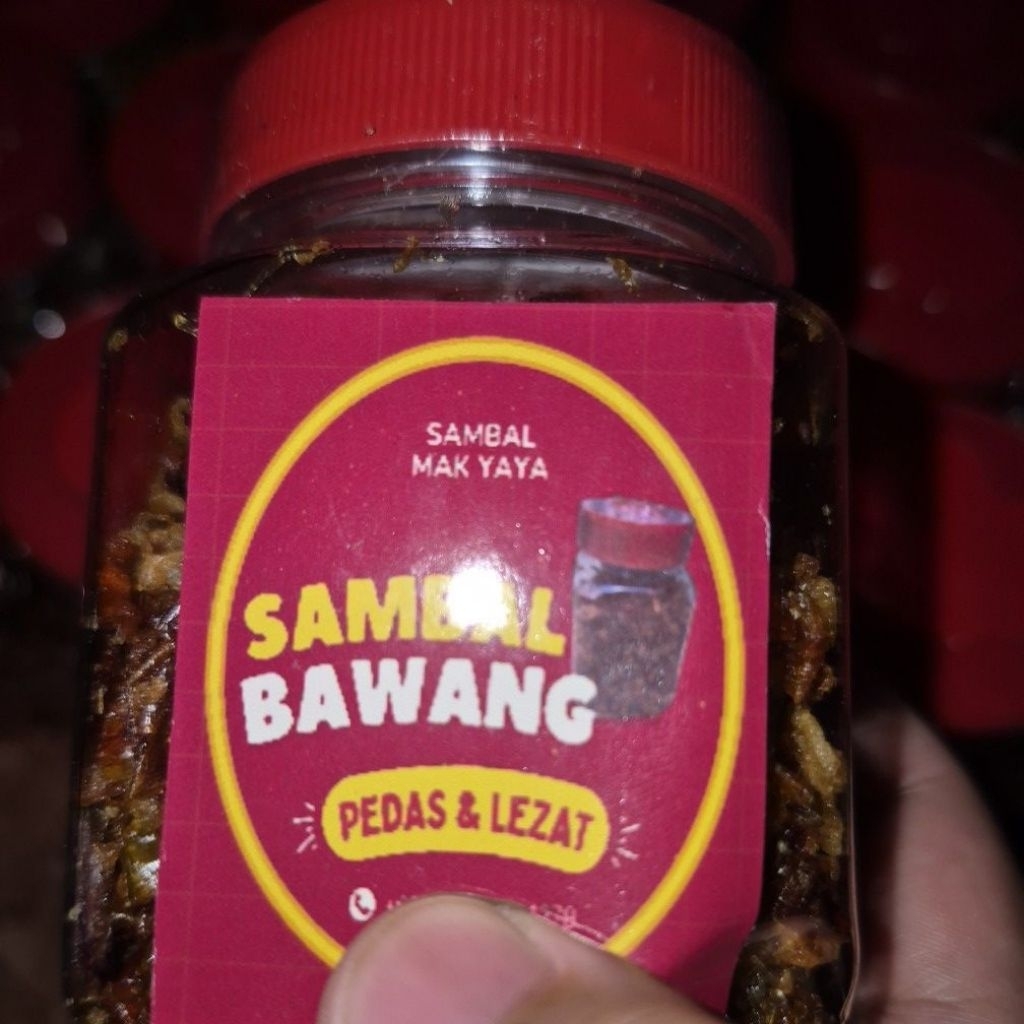 SAMBAL
MAK YAYA
SAMBAL
BAWANG
PEDAS & LEZAT